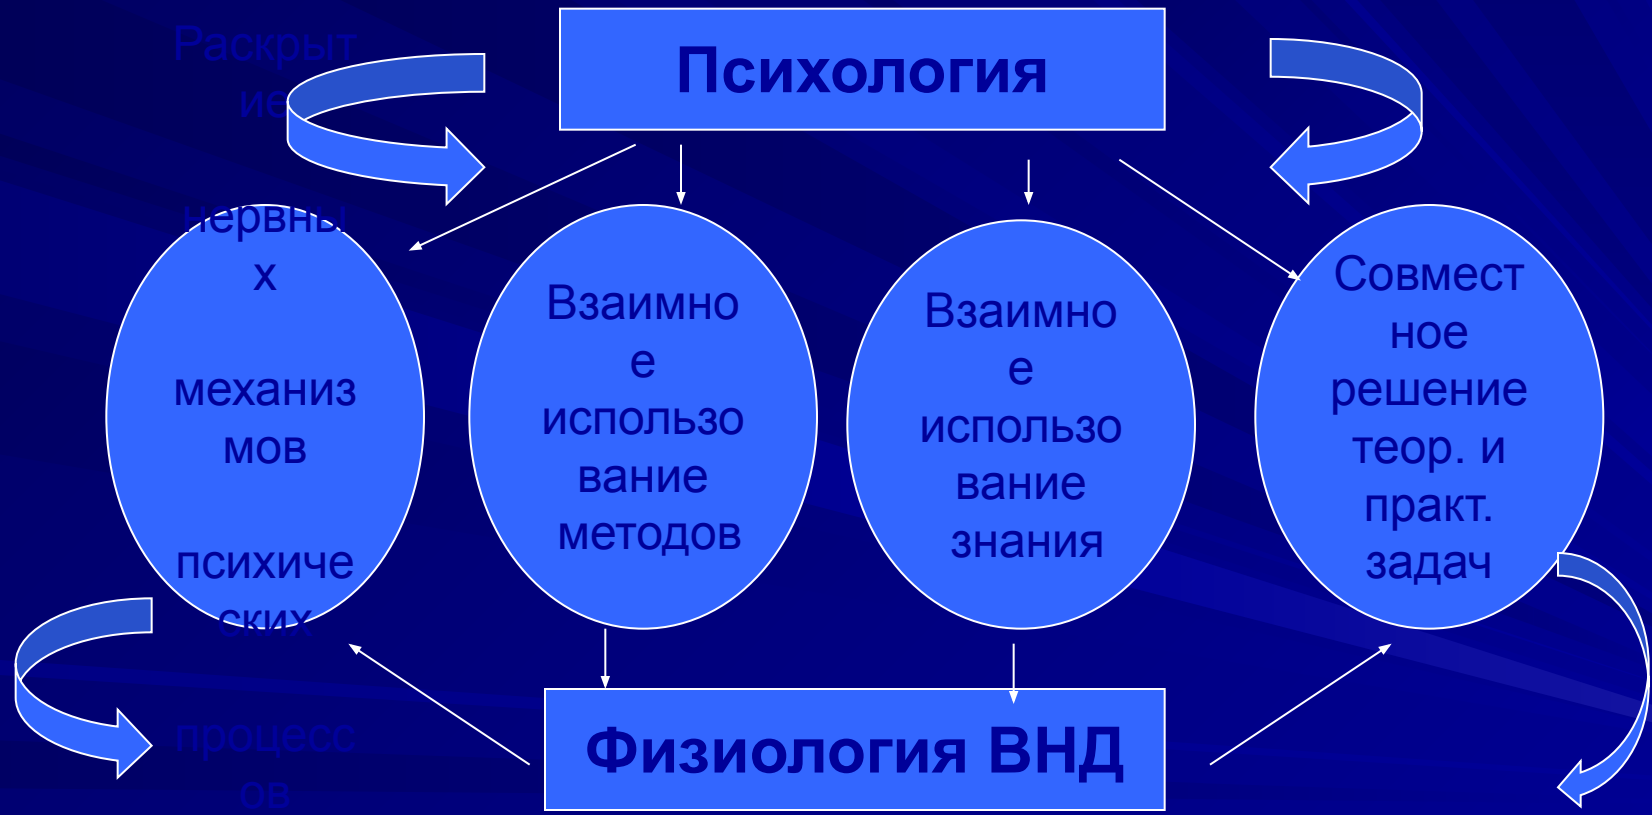 Психология
Раскрыт
ие
нервны
х
механиз
мов
психиче
ских
процесс
ов
Взаимно
е
использо
вание
методов
Взаимно
е
использо
вание
знания
Совмест
ное
решение
теор. и
практ.
задач
Физиология ВНД